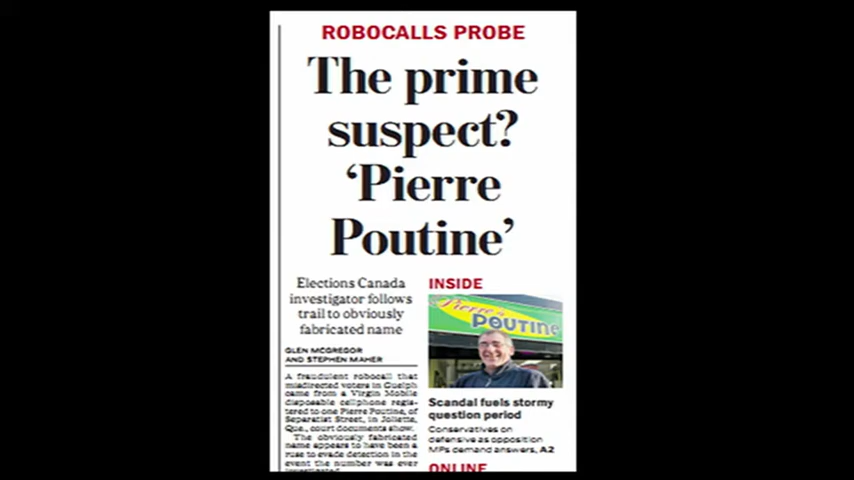 ROBOCALLS PROBE
The prime
suspect?
‘Pierre
Poutine’
Elections Canada
investigator follows
trail to obviously
fabricated name
GLEN MCGREGOR
AND STEPHEN MAHER
A fraudulent robocall that
misdirected voters in Guelph
came from a Virgin Mobile
disposable cellphone regis-
tered to one Pierre Poutine, of
Separatist Street, in Joliette,
Que., court documents show.
The obviously fabricated
name appears to have been a
ruse to evade detection in the
event the number was ever
investigated.
INSIDE
Pierre
POUTINE
Scandal fuels stormy
question period
Conservatives on
defensive as opposition
MPs demand answers, A2
ONLINE